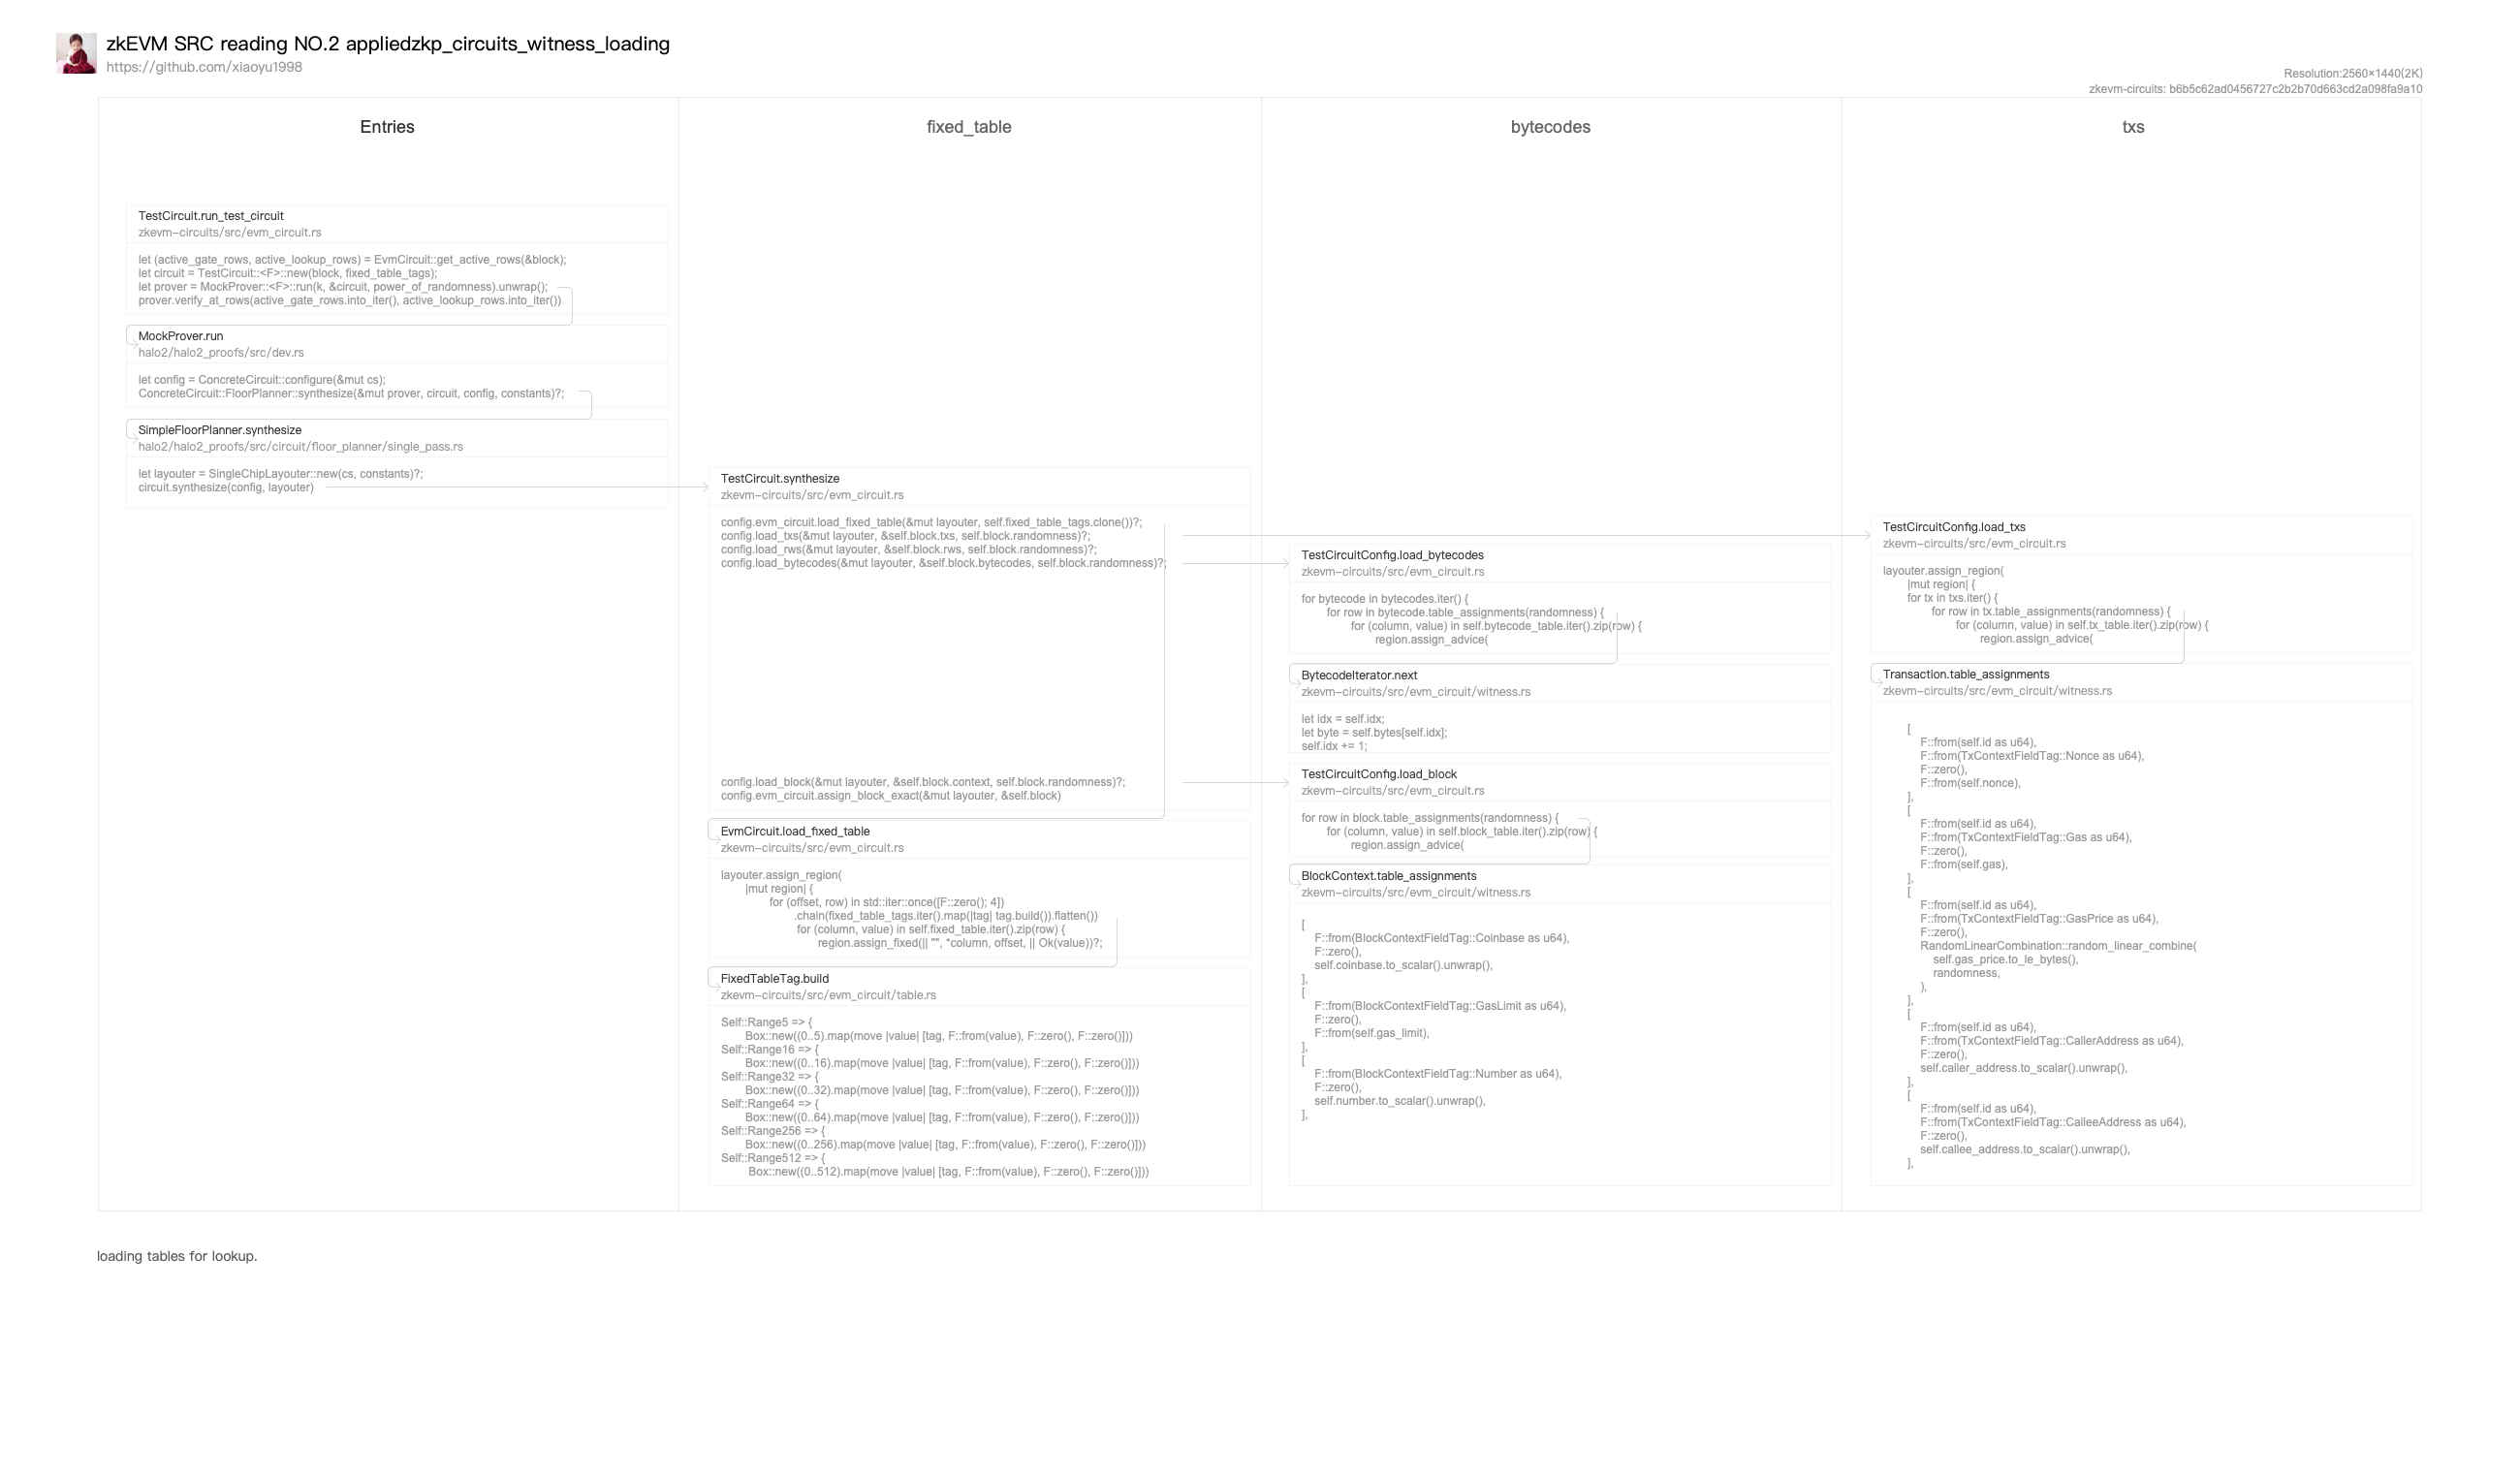 zkEVM SRC reading NO.2 appliedzkp_circuits_witness_loading
https://github.com/xiaoyu1998
Resolution:2560×1440(2K)
zkevm-circuits: b6b5c62ad0456727c2b2b70d663cd2a098fa9a10
Entries
TestCircuit.run_test_circuit
zkevm-circuits/src/evm_circuit.rs
let (active_gate_rows, active_lookup_rows) = EvmCircuit::get_active_rows(&block);
let circuit = TestCircuit::<F>::new(block, fixed_table_tags);
let prover = MockProver::<F>::run(k, &circuit, power_of_randomness).unwrap();
prover.verify_at_rows(active_gate_rows.into_iter(), active_lookup_rows.into_iter())
MockProver.run
halo2/halo2_proofs/src/dev.rs
let config = ConcreteCircuit::configure(&mut cs);
ConcreteCircuit::FloorPlanner::synthesize(&mut prover, circuit, config, constants)?;
SimpleFloorPlanner.synthesize
halo2/halo2_proofs/src/circuit/floor_planner/single_pass.rs
let layouter = SingleChipLayouter::new(cs, constants)?;
circuit.synthesize(config, layouter)
fixed_table
TestCircuit.synthesize
zkevm-circuits/src/evm_circuit.rs
config.evm_circuit.load_fixed_table(&mut layouter, self.fixed_table_tags.clone())?;
config.load_txs(&mut layouter, &self.block.txs, self.block.randomness)?;
config.load_rws(&mut layouter, &self.block.rws, self.block.randomness)?;
config.load_bytecodes(&mut layouter, &self.block.bytecodes, self.block.randomness)?;
config.load_block(&mut layouter, &self.block.context, self.block.randomness)?;
config.evm_circuit.assign_block_exact(&mut layouter, &self.block)
EvmCircuit.load_fixed_table
zkevm-circuits/src/evm_circuit.rs
layouter.assign_region(
|mut region| {
for (offset, row) in std::iter::once([F::zero(); 4])
.chain(fixed_table_tags.iter().map(|tag| tag.build()).flatten())
for (column, value) in self.fixed_table.iter().zip(row) {
region.assign_fixed(|| "", *column, offset, || Ok(value))?;
FixedTableTag.build
zkevm-circuits/src/evm_circuit/table.rs
Self::Range5 => {
Box::new((0..5).map(move |value| [tag, F::from(value), F::zero(), F::zero()]))
Self::Range16 => {
Box::new((0..16).map(move |value| [tag, F::from(value), F::zero(), F::zero()]))
Self::Range32 => {
Box::new((0..32).map(move |value| [tag, F::from(value), F::zero(), F::zero()]))
Self::Range64 => {
Box::new((0..64).map(move |value| [tag, F::from(value), F::zero(), F::zero()]))
Self::Range256 => {
Box::new((0..256).map(move |value| [tag, F::from(value), F::zero(), F::zero()]))
Self::Range512 => {
Box::new((0..512).map(move |value| [tag, F::from(value), F::zero(), F::zero()]))
bytecodes
TestCircuitConfig.load_bytecodes
zkevm-circuits/src/evm_circuit.rs
for bytecode in bytecodes.iter() {
for row in bytecode.table_assignments(randomness) {
for (column, value) in self.bytecode_table.iter().zip(row) {
region.assign_advice(
BytecodeIterator.next
zkevm-circuits/src/evm_circuit/witness.rs
let idx = self.idx;
let byte = self.bytes[self.idx];
self.idx += 1;
TestCircuitConfig.load_block
zkevm-circuits/src/evm_circuit.rs
for row in block.table_assignments(randomness) {
for (column, value) in self.block_table.iter().zip(row) {
region.assign_advice(
BlockContext.table_assignments
zkevm-circuits/src/evm_circuit/witness.rs
[
F::from(BlockContextFieldTag::Coinbase as u64),
F::zero(),
self.coinbase.to_scalar().unwrap(),
],
[
F::from(BlockContextFieldTag::GasLimit as u64),
F::zero(),
F::from(self.gas_limit),
],
[
F::from(BlockContextFieldTag::Number as u64),
F::zero(),
self.number.to_scalar().unwrap(),
],
txs
TestCircuitConfig.load_txs
zkevm-circuits/src/evm_circuit.rs
layouter.assign_region(
|mut region| {
for tx in txs.iter() {
for row in tx.table_assignments(randomness) {
for (column, value) in self.tx_table.iter().zip(row) {
region.assign_advice(
Transaction.table_assignments
zkevm-circuits/src/evm_circuit/witness.rs
[
F::from(self.id as u64),
F::from(TxContextFieldTag::Nonce as u64),
F::zero(),
F::from(self.nonce),
],
[
F::from(self.id as u64),
F::from(TxContextFieldTag::Gas as u64),
F::zero(),
F::from(self.gas),
],
[
F::from(self.id as u64),
F::from(TxContextFieldTag::GasPrice as u64),
F::zero(),
RandomLinearCombination::random_linear_combine(
self.gas_price.to_le_bytes(),
randomness,
),
],
[
F::from(self.id as u64),
F::from(TxContextFieldTag::CallerAddress as u64),
F::zero(),
self.caller_address.to_scalar().unwrap(),
],
[
F::from(self.id as u64),
F::from(TxContextFieldTag::CalleeAddress as u64),
F::zero(),
self.callee_address.to_scalar().unwrap(),
],
loading tables for lookup.